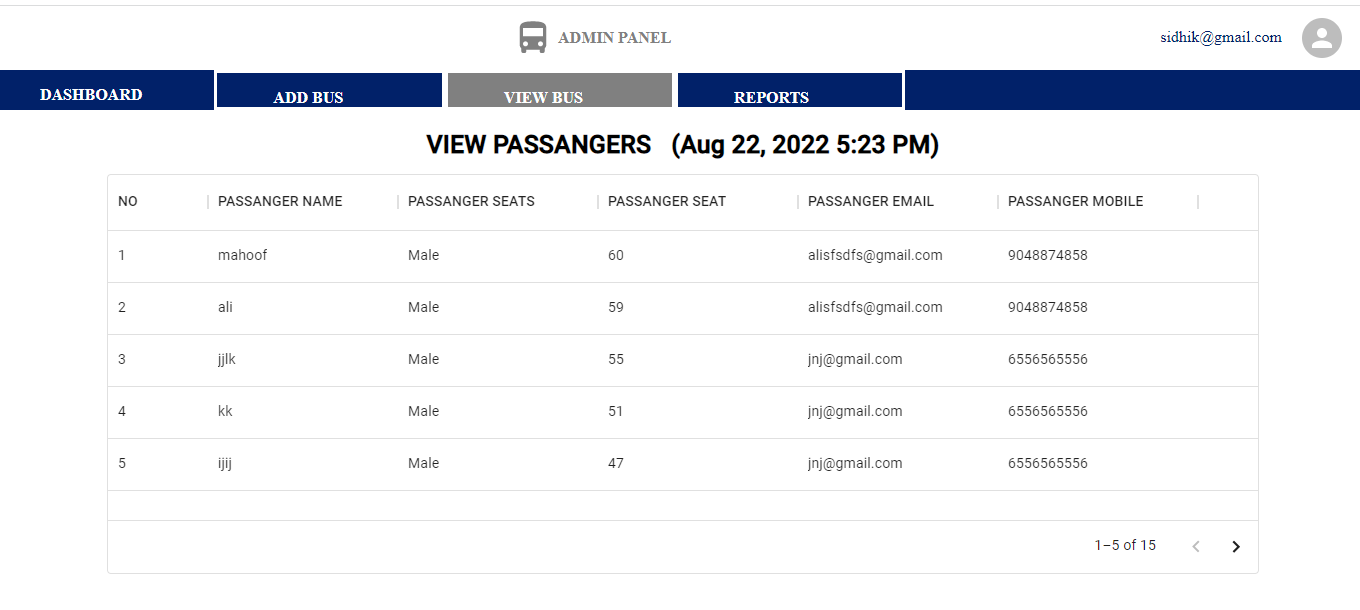 ADMIN PANEL
sidhik@gmail.com
DASHBOARD ADD BUS VIEW BUS REPORTS
VIEW PASSANGERS (Aug 22, 2022 5:23 PM)
NO PASSANGER NAME PASSANGER SEATS PASSANGER SEAT PASSANGER EMAIL PASSANGER MOBILE
1 mahoof Male 60 alisfsdfs@gmail.com 9048874858
2 ali Male 59 alisfsdfs@gmail.com 9048874858
3 jjlk Male 55 jnj@gmail.com 6556565556
4 kk Male 51 jnj@gmail.com 6556565556
5 ijij Male 47 jnj@gmail.com 6556565556
1–5 of 15